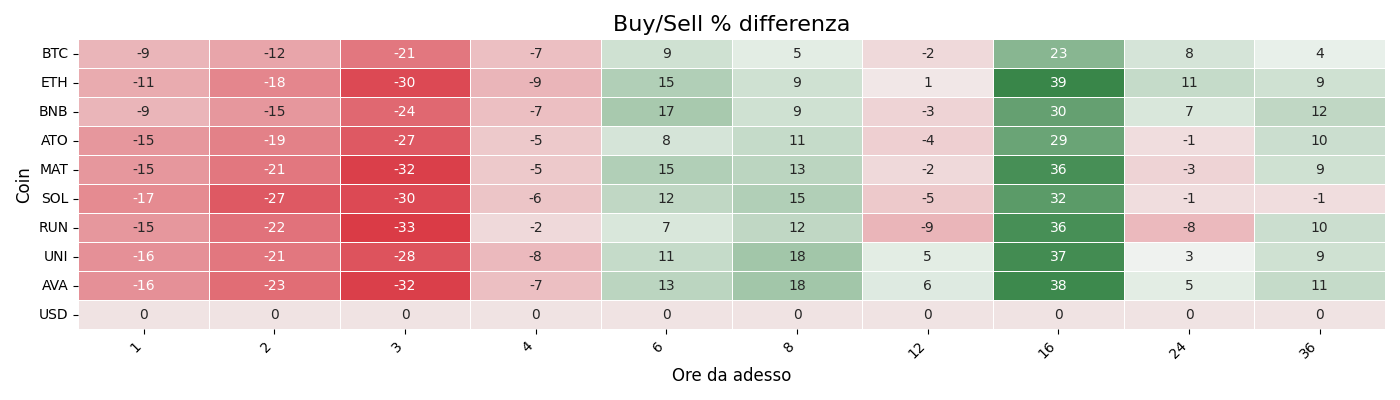 Buy/Sell % differenza
BTC -9 -12 -21 -7 9 5 -2 23 8 4
ETH -11 -18 -30 -9 15 9 1 39 11 9
BNB -9 -15 -24 -7 17 9 -3 30 7 12
ATO -15 -19 -27 -5 8 11 -4 29 -1 10
MAT -15 -21 -32 -5 15 13 -2 36 -3 9
Coin
SOL -17 -27 -30 -6 12 15 -5 32 -1 -1
RUN -15 -22 -33 -2 7 12 -9 36 -8 10
UNI -16 -21 -28 -8 11 18 5 37 3 9
AVA -16 -23 -32 -7 13 18 6 38 5 11
USD 0 0 0 0 0 0 0 0 0 0
1 2 3 4 6 8 12 16 24 36
Ore da adesso